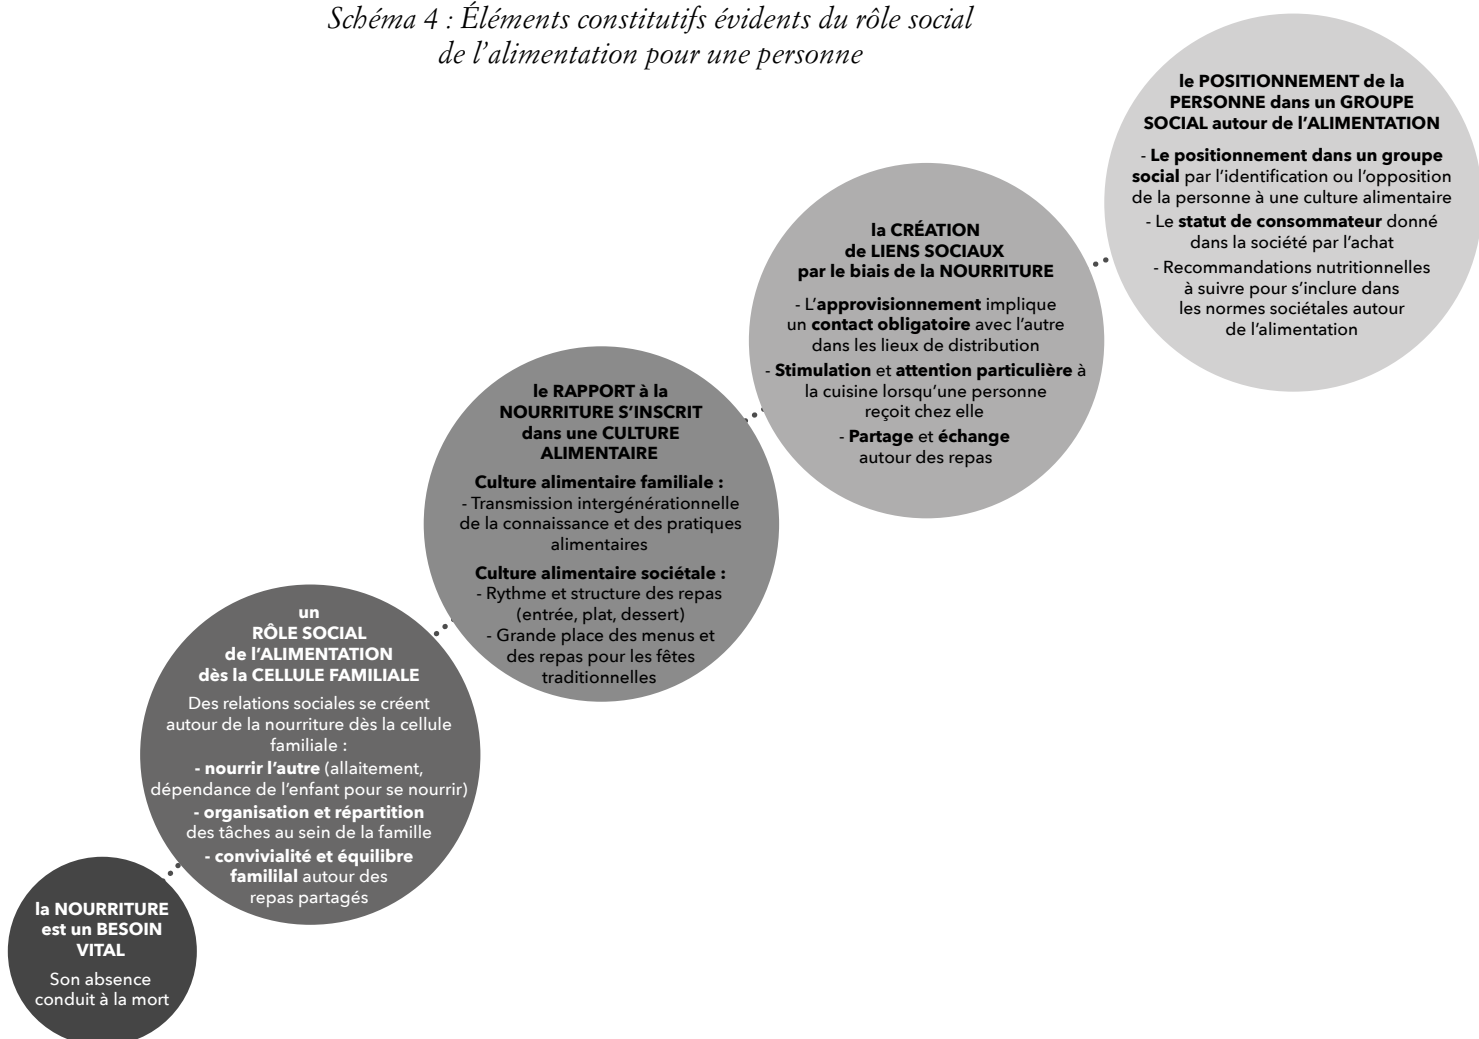 Schéma 4 : Éléments constitutifs évidents du rôle social
de l'alimentation pour une personne
le POSITIONNEMENT de la
PERSONNE dans un GROUPE
SOCIAL autour de l'ALIMENTATION
- Le positionnement dans un groupe
social par l'identification ou l'opposition
de la personne à une culture alimentaire
- Le statut de consommateur donné
dans la société par l'achat
- Recommandations nutritionnelles
à suivre pour s'inclure dans
les normes sociétales autour
de l'alimentation
la CRÉATION
de LIENS SOCIAUX
par le biais de la NOURRITURE
- L'approvisionnement implique
un contact obligatoire avec l'autre
dans les lieux de distribution
- Stimulation et attention particulière à
la cuisine lorsqu'une personne
reçoit chez elle
- Partage et échange
autour des repas
le RAPPORT à la
NOURRITURE S'INSCRIT
dans une CULTURE
ALIMENTAIRE
Culture alimentaire familiale :
- Transmission intergénérationnelle
de la connaissance et des pratiques
alimentaires
Culture alimentaire sociétale :
- Rythme et structure des repas
(entrée, plat, dessert)
- Grande place des menus et
des repas pour les fêtes
traditionnelles
un
RÔLE SOCIAL
de l'ALIMENTATION
dès la CELLULE FAMILIALE
Des relations sociales se créent
autour de la nourriture dès la cellule
familiale :
- nourrir l'autre (allaitement,
dépendance de l'enfant pour se nourrir)
- organisation et répartition
des tâches au sein de la famille
- convivialité et équilibre
famililal autour des
repas partagés
la NOURRITURE
est un BESOIN
VITAL
Son absence
conduit à la mort